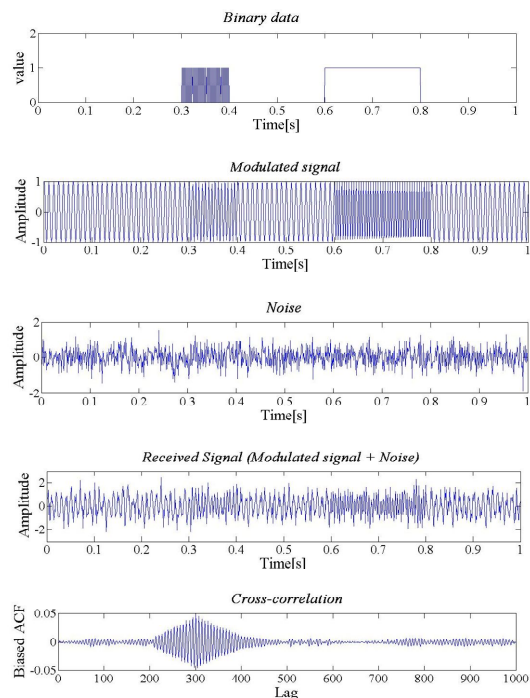 Binary data
value
2
1
0
0 0.1 0.2 0.3 0.4 0.5 0.6 0.7 0.8 0.9 1
Time[s]
Modulated signal
Amplitude
1
0
-1
0 0.1 0.2 0.3 0.4 0.5 0.6 0.7 0.8 0.9 1
Time[s]
Noise
Amplitude
2
0
-2
0 0.1 0.2 0.3 0.4 0.5 0.6 0.7 0.8 0.9 1
Time[s]
Received Signal (Modulated signal + Noise)
Amplitude
2
0
-2
0 0.1 0.2 0.3 0.4 0.5 0.6 0.7 0.8 0.9 1
Time[s]
Cross-correlation
Biased ACF
0.05
0
-0.05
0 100 200 300 400 500 600 700 800 900 1000
Lag